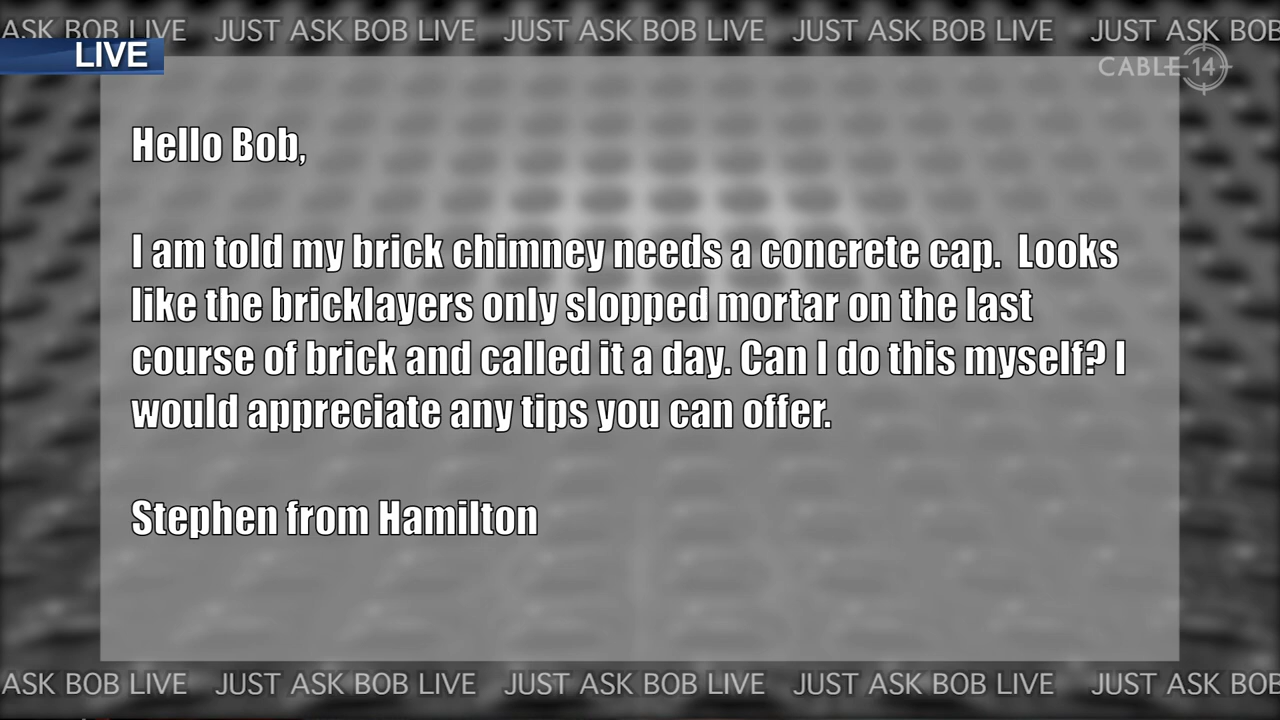 ASK BOB LIVE JUST ASK BOB LIVE JUST ASK BOB LIVE JUST ASK BOB LIVE JUST ASK BOB
LIVE
CABLE 14
Hello Bob,
I am told my brick chimney needs a concrete cap.  Looks
like the bricklayers only slopped mortar on the last
course of brick and called it a day. Can I do this myself? I
would appreciate any tips you can offer.
Stephen from Hamilton
ASK BOB LIVE JUST ASK BOB LIVE JUST ASK BOB LIVE JUST ASK BOB LIVE JUST ASK BOB